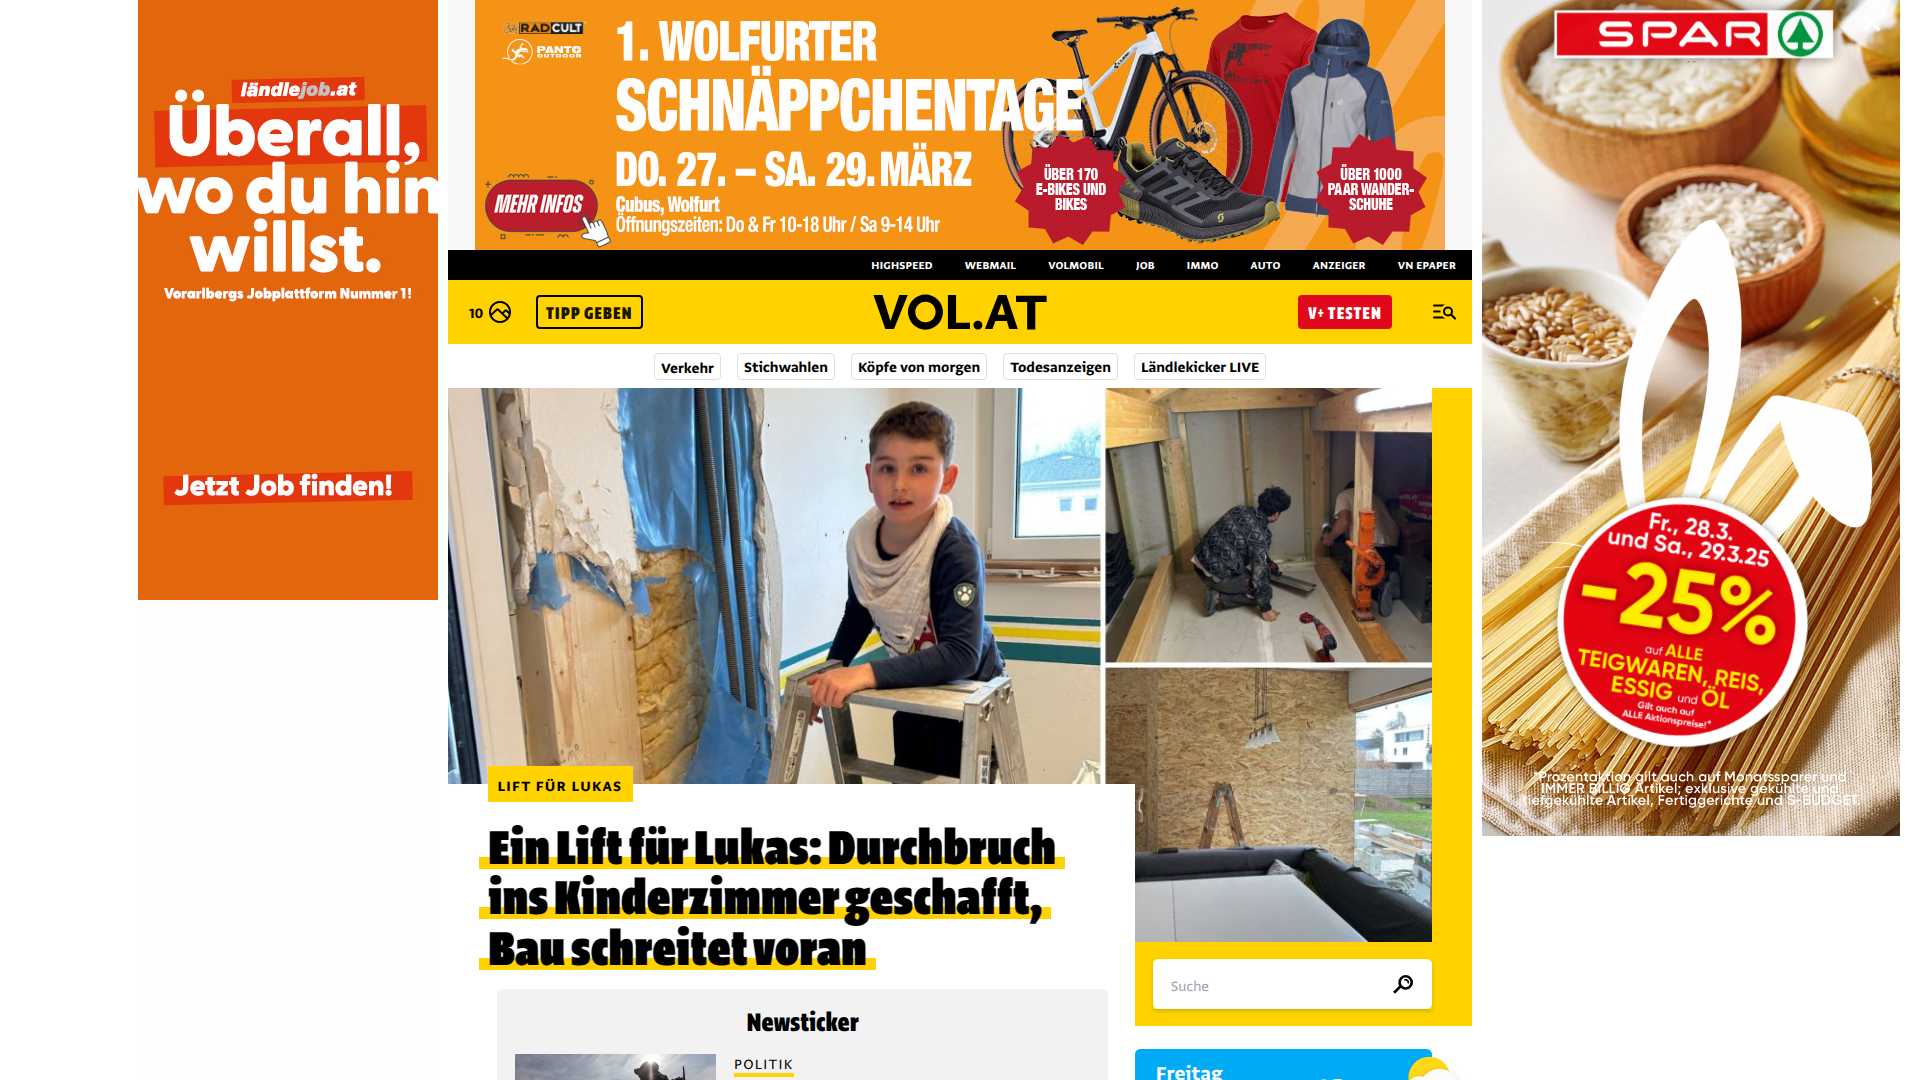 ländlejob.at
Überall,
wo du hin
willst.
Vorarlbergs Jobplattform Nummer 1!
Jetzt Job finden!
RADCULT
PANTO
OUTDOOR
1. WOLFURTER
SCHNÄPPCHENTAGE
DO. 27. – SA. 29. MÄRZ
MEHR INFOS
Cubus, Wolfurt
Öffnungszeiten: Do & Fr 10-18 Uhr / Sa 9-14 Uhr
ÜBER 170
E-BIKES UND
BIKES
ÜBER 1000
PAAR WANDER-
SCHUHE
HIGHSPEED WEBMAIL VOLMOBIL JOB IMMO AUTO ANZEIGER VN EPAPER
10 TIPP GEBEN VOL.AT V+ TESTEN
Verkehr Stichwahlen Köpfe von morgen Todesanzeigen Ländlekicker LIVE
LIFT FÜR LUKAS
Ein Lift für Lukas: Durchbruch
ins Kinderzimmer geschafft,
Bau schreitet voran
Newsticker
POLITIK
Suche
Freitag
SPAR
Fr., 28.3.
und Sa., 29.3.25
-25%
auf ALLE
TEIGWAREN, REIS,
ESSIG und ÖL
Gilt auch auf
ALLE Aktionspreise!*
*Prozentaktion gilt auch auf Monatssparer und
IMMER BILLIG Artikel; exklusive gekühlte und
tiefgekühlte Artikel, Fertiggerichte und S-BUDGET.